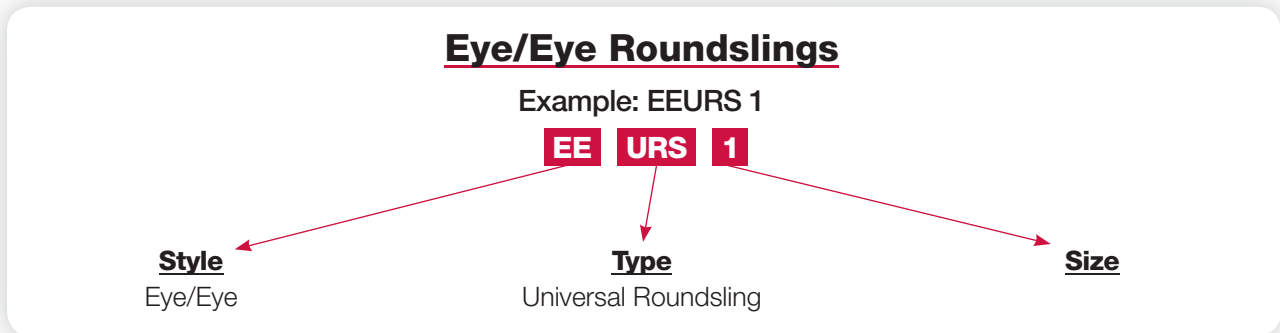 Eye/Eye Roundslings
Example: EEURS 1
EE URS 1
Style Type Size
Eye/Eye Universal Roundsling